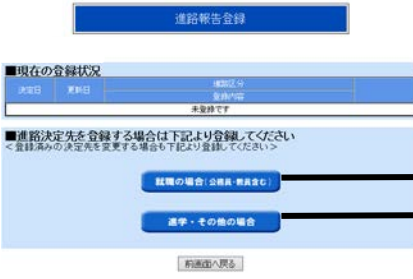 進路報告登録
■現在の登録状況
決定日 更新日 進路区分
登録内容
未登録です
■進路決定先を登録する場合は下記より登録してください
＜登録済みの決定先を変更する場合も下記より登録してください＞
就職の場合(公務員・教員含む)
進学・その他の場合
前画面へ戻る